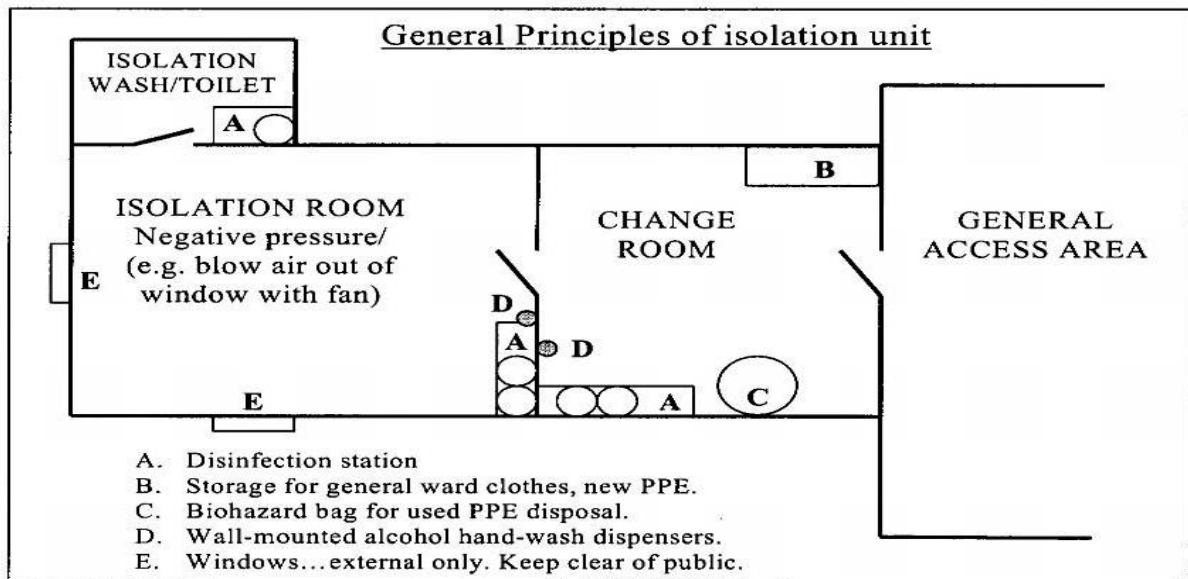 General Principles of isolation unit
ISOLATION
WASH/TOILET
A
B
ISOLATION ROOM
Negative pressure/
(e.g. blow air out of
window with fan)
CHANGE
ROOM
GENERAL
ACCESS AREA
E
D
A
D
E
A
C
A. Disinfection station
B. Storage for general ward clothes, new PPE.
C. Biohazard bag for used PPE disposal.
D. Wall-mounted alcohol hand-wash dispensers.
E. Windows...external only. Keep clear of public.